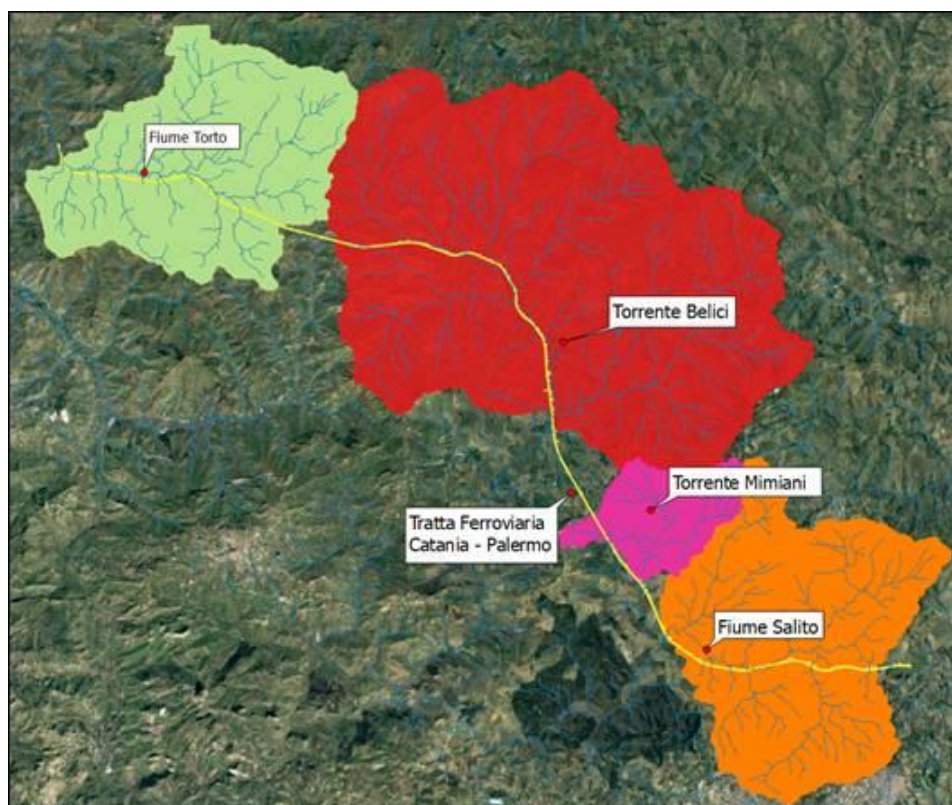 Fiume Torto
Torrente Belici
Torrente Mimiani
Tratta Ferroviaria
Catania - Palermo
Fiume Salito